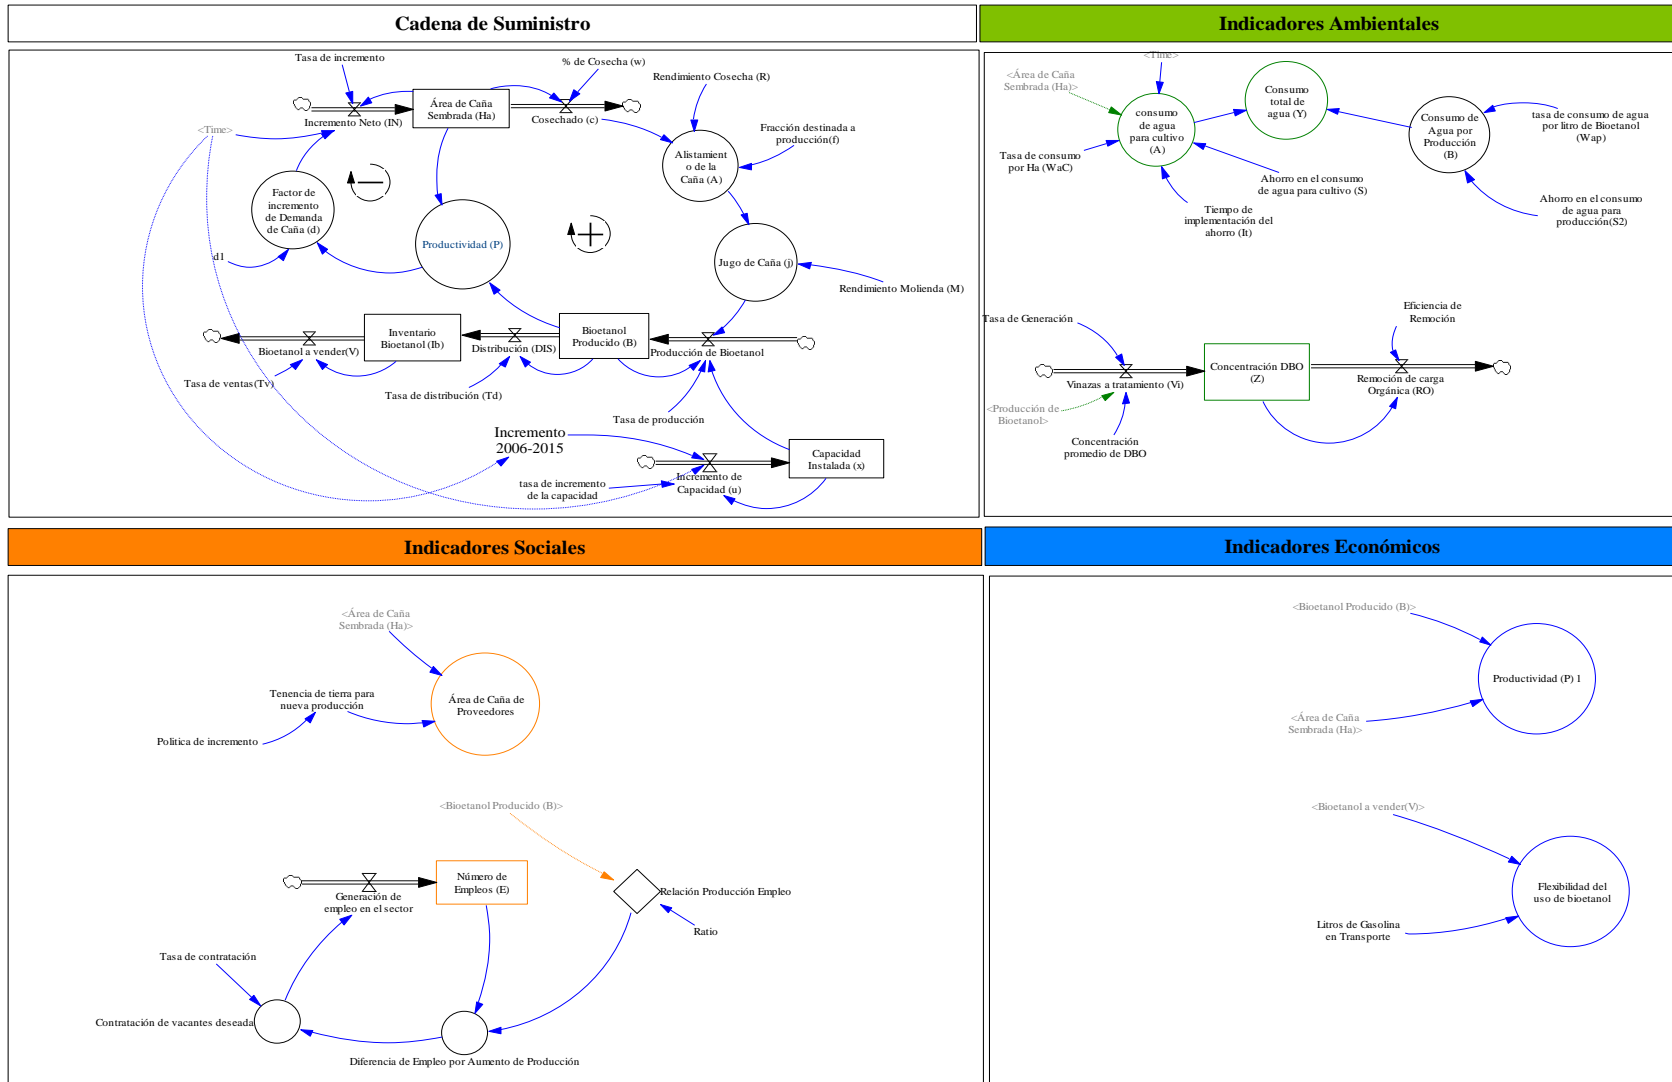 Cadena de Suministro
Indicadores Ambientales
Tasa de incremento
% de Cosecha (w)
Rendimiento Cosecha (R)
Área de Caña
Sembrada (Ha)
Incremento Neto (IN)
Cosechado (c)
<Time>
Fracción destinada a
producción(f)
Alistamient
o de la
Caña (A)
Factor de
incremento
de Demanda
de Caña (d)
d1
Productividad (P)
Jugo de Caña (j)
Rendimiento Molienda (M)
Inventario
Bioetanol (Ib)
Bioetanol
Producido (B)
Bioetanol a vender(V)
Distribución (DIS)
Producción de Bioetanol
Tasa de ventas(Tv)
Tasa de distribución (Td)
Tasa de producción
Incremento
2006-2015
Capacidad
Instalada (x)
tasa de incremento
de la capacidad
Incremento de
Capacidad (u)
<Time>
<Área de Caña
Sembrada (Ha)>
consumo
de agua
para cultivo
(A)
Consumo
total de
agua (Y)
Consumo de
Agua por
Producción
(B)
tasa de consumo de agua
por litro de Bioetanol
(Wap)
Tasa de consumo
por Ha (WaC)
Ahorro en el consumo
de agua para cultivo (S)
Tiempo de
implementación del
ahorro (It)
Ahorro en el consumo
de agua para
producción(S2)
Tasa de Generación
Eficiencia de
Remoción
Concentración DBO
(Z)
Vinazas a tratamiento (Vi)
Remoción de carga
Orgánica (RO)
<Producción de
Bioetanol>
Concentración
promedio de DBO
Indicadores Sociales
Indicadores Económicos
<Área de Caña
Sembrada (Ha)>
Tenencia de tierra para
nueva producción
Área de Caña de
Proveedores
Politica de incremento
<Bioetanol Producido (B)>
Número de
Empleos (E)
Generación de
empleo en el sector
Relación Producción Empleo
Ratio
Tasa de contratación
Contratación de vacantes deseada
Diferencia de Empleo por Aumento de Producción
<Bioetanol Producido (B)>
Productividad (P) 1
<Área de Caña
Sembrada (Ha)>
<Bioetanol a vender(V)>
Flexibilidad del
uso de bioetanol
Litros de Gasolina
en Transporte